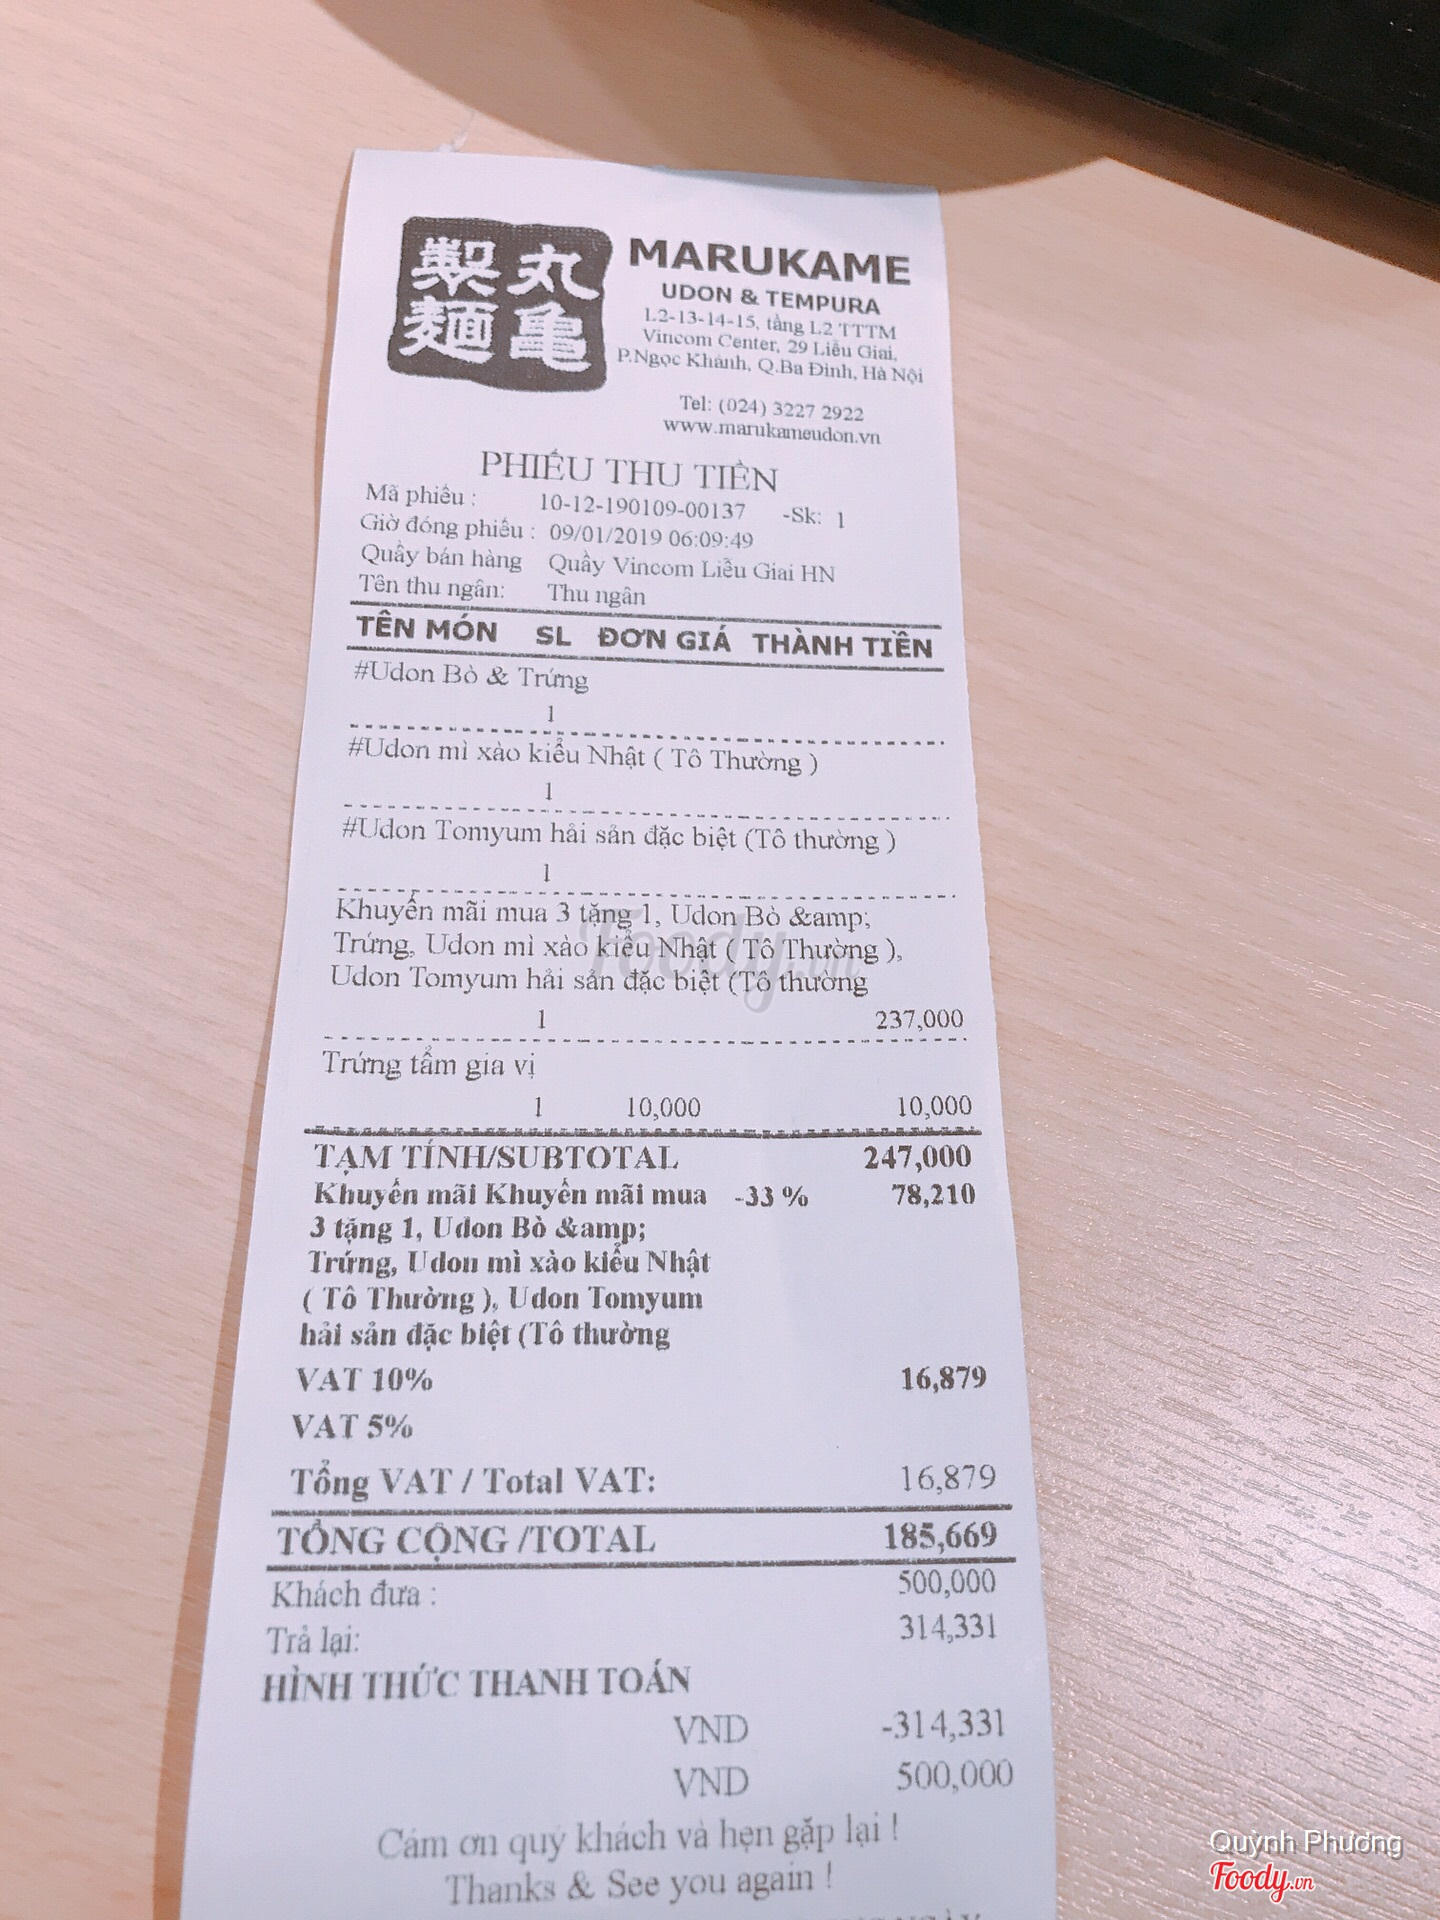 製 丸
麺 亀
MARUKAME
UDON & TEMPURA
L2-13-14-15, tầng L2 TTTM
Vincom Center, 29 Liễu Giai,
P.Ngọc Khánh, Q.Ba Đình, Hà Nội
Tel: (024) 3227 2922
www.marukameudon.vn
PHIẾU THU TIỀN
Mã phiếu : 10-12-190109-00137 -Sk: 1
Giờ đóng phiếu : 09/01/2019 06:09:49
Quầy bán hàng Quầy Vincom Liễu Giai HN
Tên thu ngân: Thu ngân
TÊN MÓN SL ĐƠN GIÁ THÀNH TIỀN
#Udon Bò & Trứng
1
#Udon mì xào kiểu Nhật ( Tô Thường )
1
#Udon Tomyum hải sản đặc biệt (Tô thường )
1
Khuyến mãi mua 3 tặng 1, Udon Bò &amp;
Trứng, Udon mì xào kiểu Nhật ( Tô Thường ),
Udon Tomyum hải sản đặc biệt (Tô thường
1 237,000
Trứng tẩm gia vị
1 10,000 10,000
TẠM TÍNH/SUBTOTAL 247,000
Khuyến mãi Khuyến mãi mua -33 % 78,210
3 tặng 1, Udon Bò &amp;
Trứng, Udon mì xào kiểu Nhật
( Tô Thường ), Udon Tomyum
hải sản đặc biệt (Tô thường
VAT 10% 16,879
VAT 5%
Tổng VAT / Total VAT: 16,879
TỔNG CỘNG /TOTAL 185,669
Khách đưa : 500,000
Trả lại: 314,331
HÌNH THỨC THANH TOÁN
VND -314,331
VND 500,000
Cám ơn quý khách và hẹn gặp lại !
Thanks & See you again !
Foody.vn
Quỳnh Phương
Foody.vn